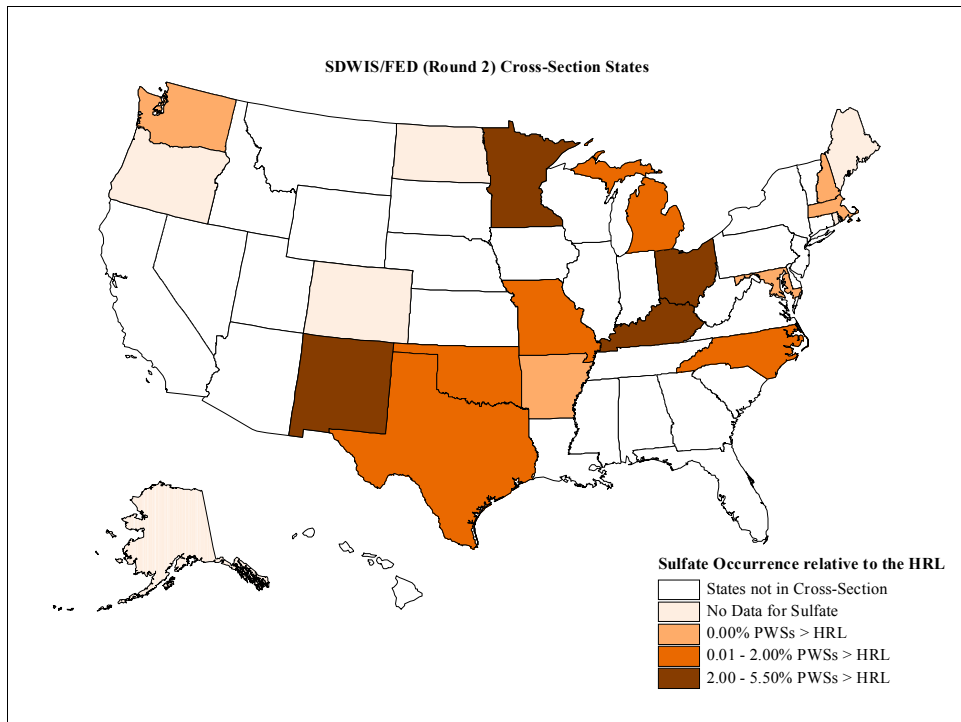 SDWIS/FED (Round 2) Cross-Section States
Sulfate Occurrence relative to the HRL
States not in Cross-Section
No Data for Sulfate
0.00% PWSs > HRL
0.01 - 2.00% PWSs > HRL
2.00 - 5.50% PWSs > HRL